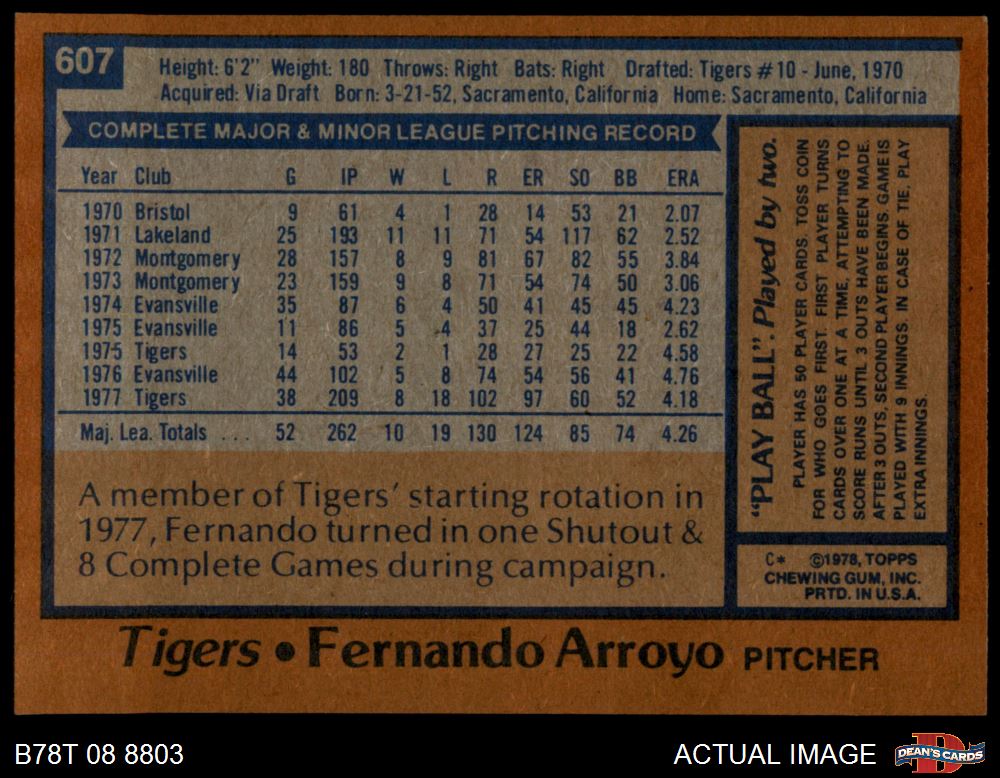 607
Height: 6'2" Weight: 180 Throws: Right Bats: Right Drafted: Tigers #10 - June, 1970
Acquired: Via Draft Born: 3-21-52, Sacramento, California Home: Sacramento, California
COMPLETE MAJOR & MINOR LEAGUE PITCHING RECORD
Year Club G IP W L R ER SO BB ERA
1970 Bristol 9 61 4 1 28 14 53 21 2.07
1971 Lakeland 25 193 11 11 71 54 117 62 2.52
1972 Montgomery 28 157 8 9 81 67 82 55 3.84
1973 Montgomery 23 159 9 8 71 54 74 50 3.06
1974 Evansville 35 87 6 4 50 41 45 45 4.23
1975 Evansville 11 86 5 4 37 25 44 18 2.62
1975 Tigers 14 53 2 1 28 27 25 22 4.58
1976 Evansville 44 102 5 8 74 54 56 41 4.76
1977 Tigers 38 209 8 18 102 97 60 52 4.18
Maj. Lea. Totals ... 52 262 10 19 130 124 85 74 4.26
A member of Tigers' starting rotation in
1977, Fernando turned in one Shutout &
8 Complete Games during campaign.
"PLAY BALL". Played by two.
PLAYER HAS 50 PLAYER CARDS. TOSS COIN
FOR WHO GOES FIRST. FIRST PLAYER TURNS
CARDS OVER ONE AT A TIME, ATTEMPTING TO
SCORE RUNS UNTIL 3 OUTS HAVE BEEN MADE.
AFTER 3 OUTS, SECOND PLAYER BEGINS. GAME IS
PLAYED WITH 9 INNINGS. IN CASE OF TIE, PLAY
EXTRA INNINGS.
C* ©1978, TOPPS
CHEWING GUM, INC.
PRTD. IN U.S.A.
Tigers • Fernando Arroyo PITCHER
B78T 08 8803
ACTUAL IMAGE
D
DEAN'S CARDS